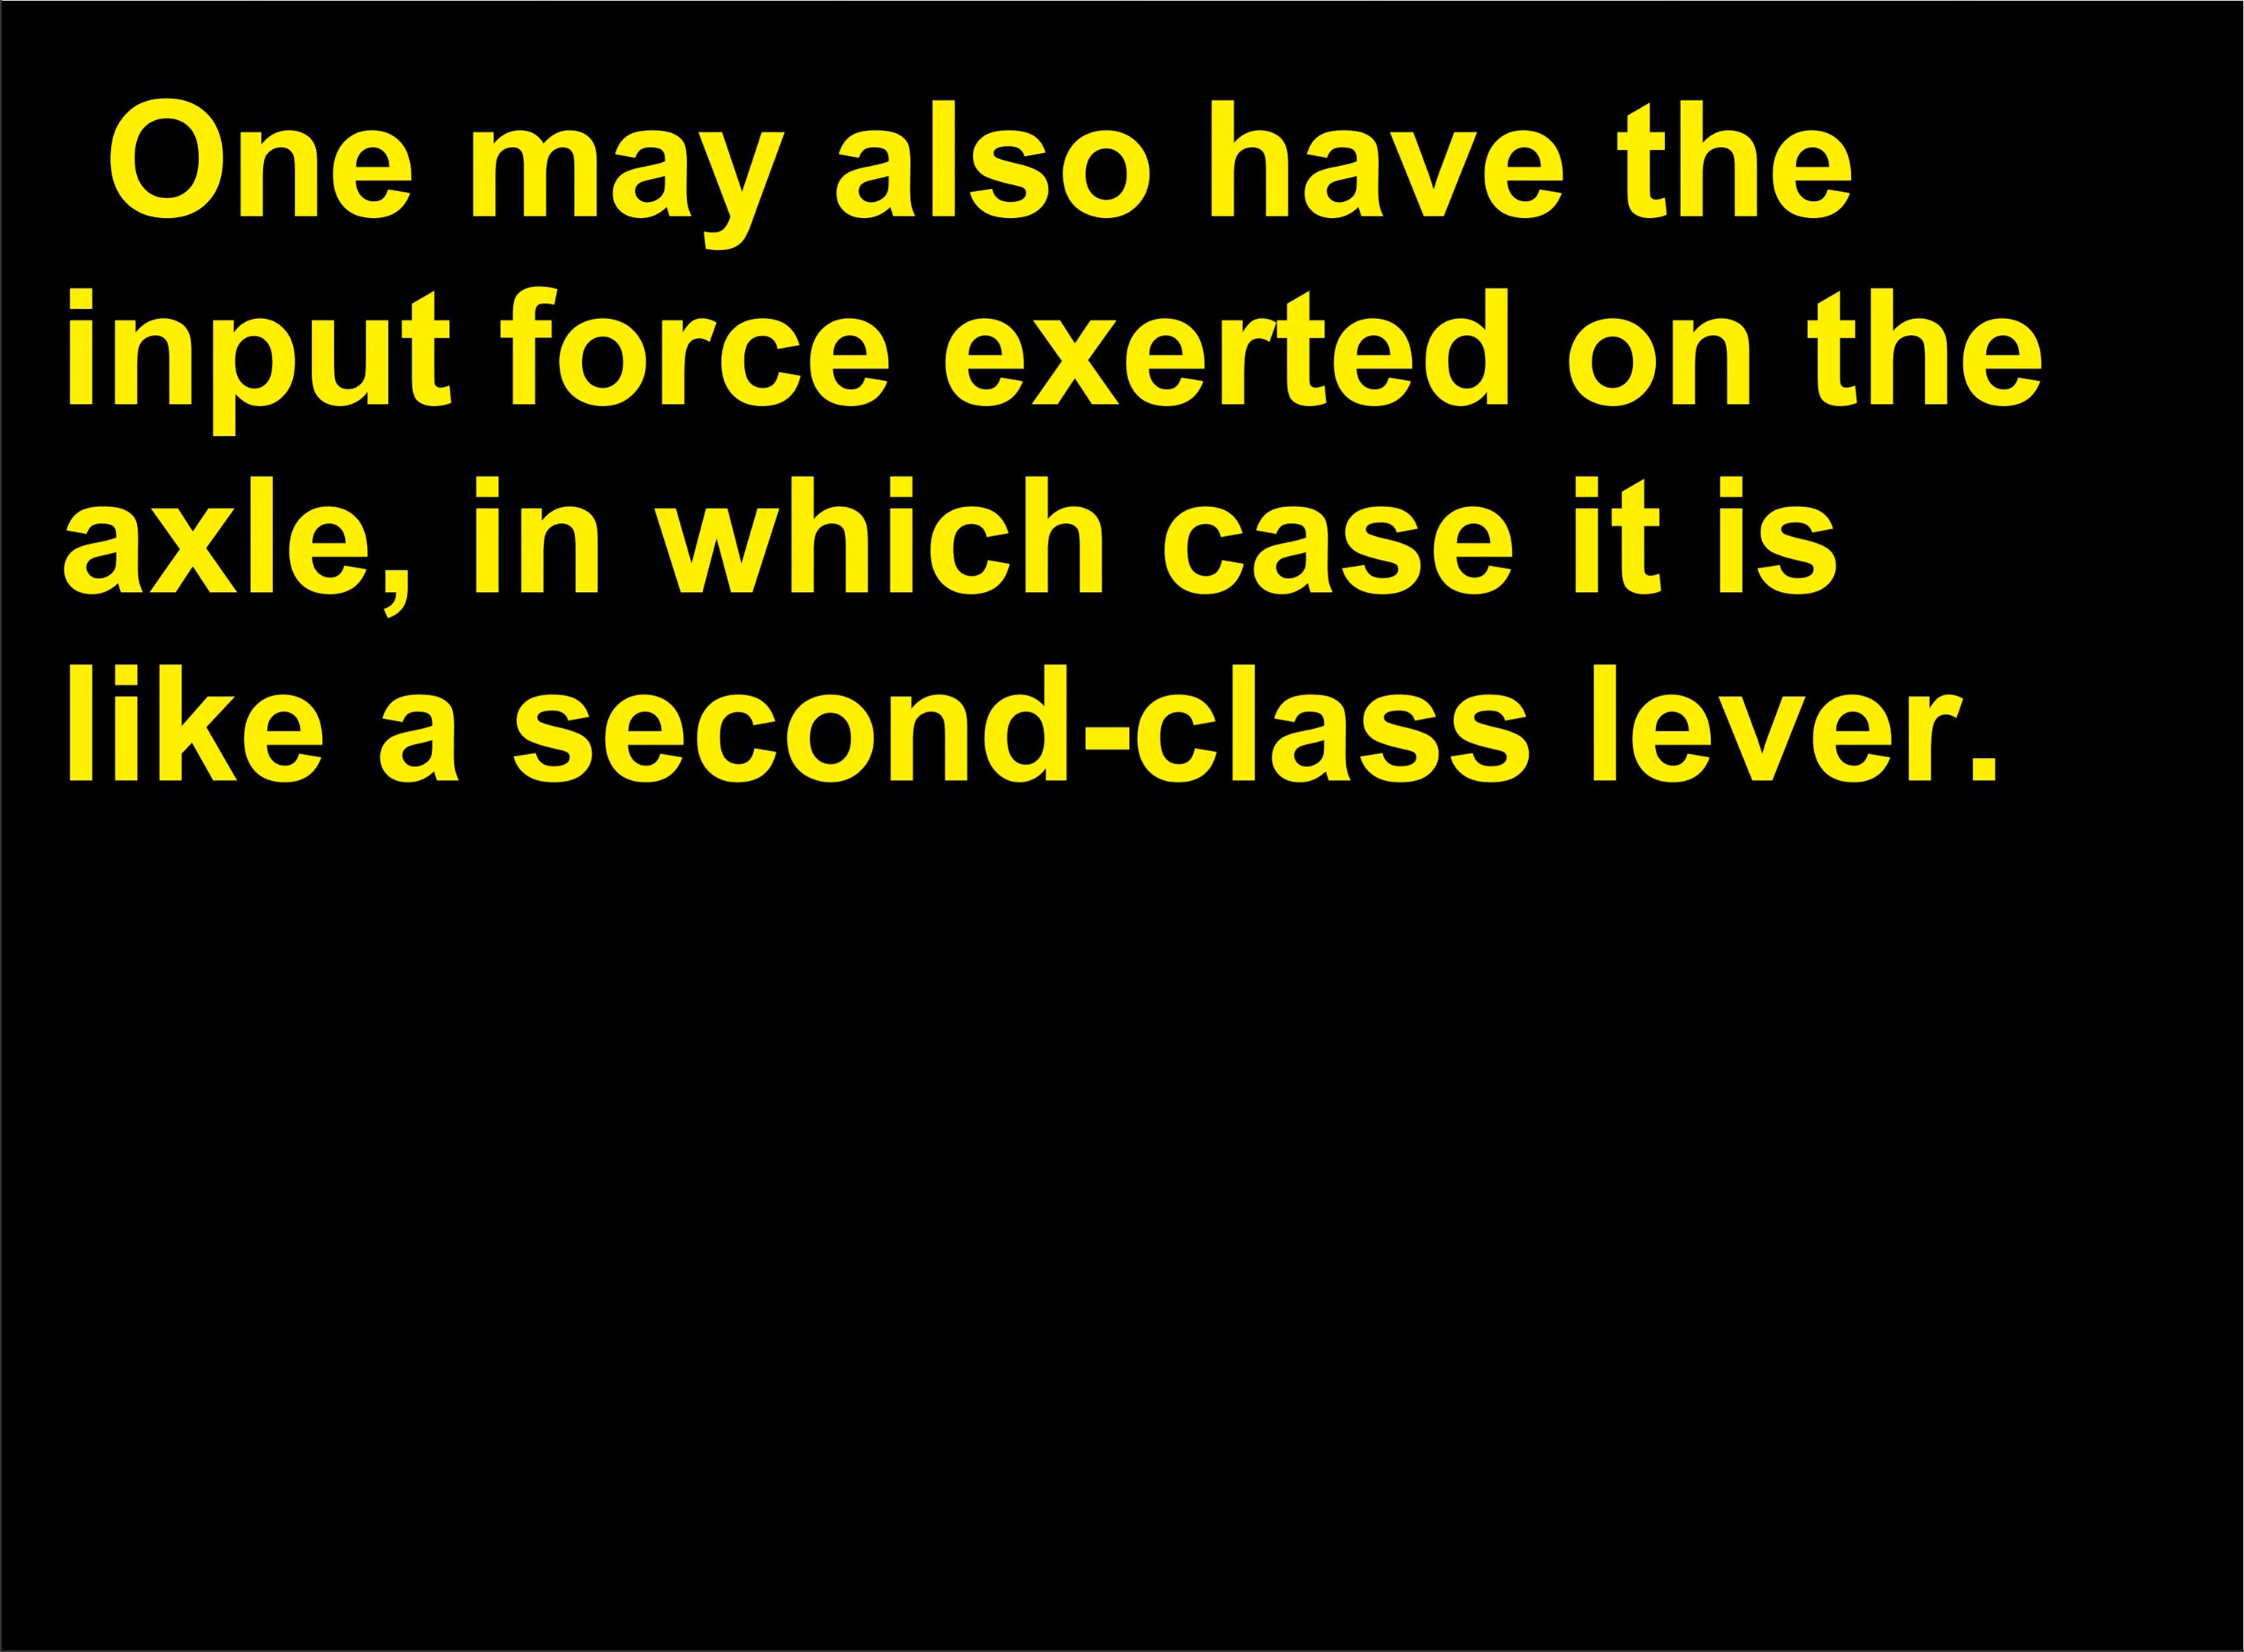 One may also have the
input force exerted on the
axle, in which case it is
like a second-class lever.